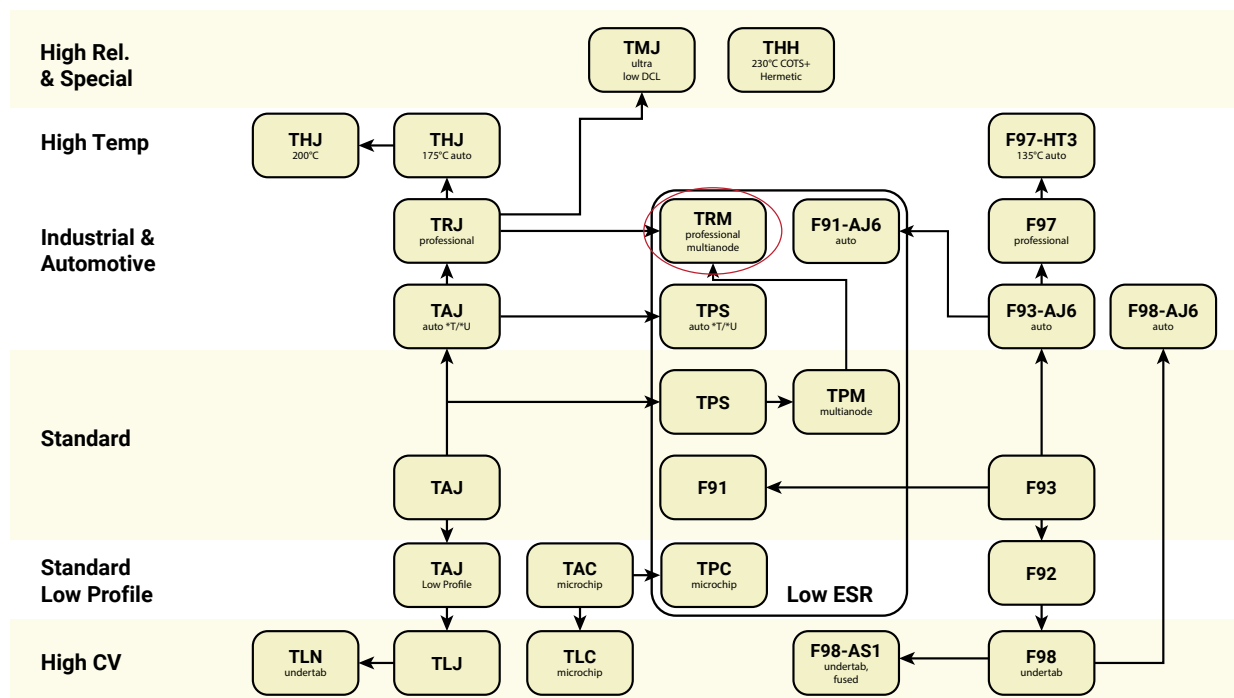 High Rel.
& Special
TMJ
ultra
low DCL
THH
230°C COTS+
Hermetic
High Temp
THJ
200°C
THJ
175°C auto
F97-HT3
135°C auto
Industrial &
Automotive
TRJ
professional
TRM
professional
multianode
F91-AJ6
auto
F97
professional
TAJ
auto *T/*U
TPS
auto *T/*U
F93-AJ6
auto
F98-AJ6
auto
Standard
TPS
TPM
multianode
TAJ
F91
F93
Standard
Low Profile
TAJ
Low Profile
TAC
microchip
TPC
microchip
Low ESR
F92
High CV
TLN
undertab
TLJ
TLC
microchip
F98-AS1
undertab,
fused
F98
undertab